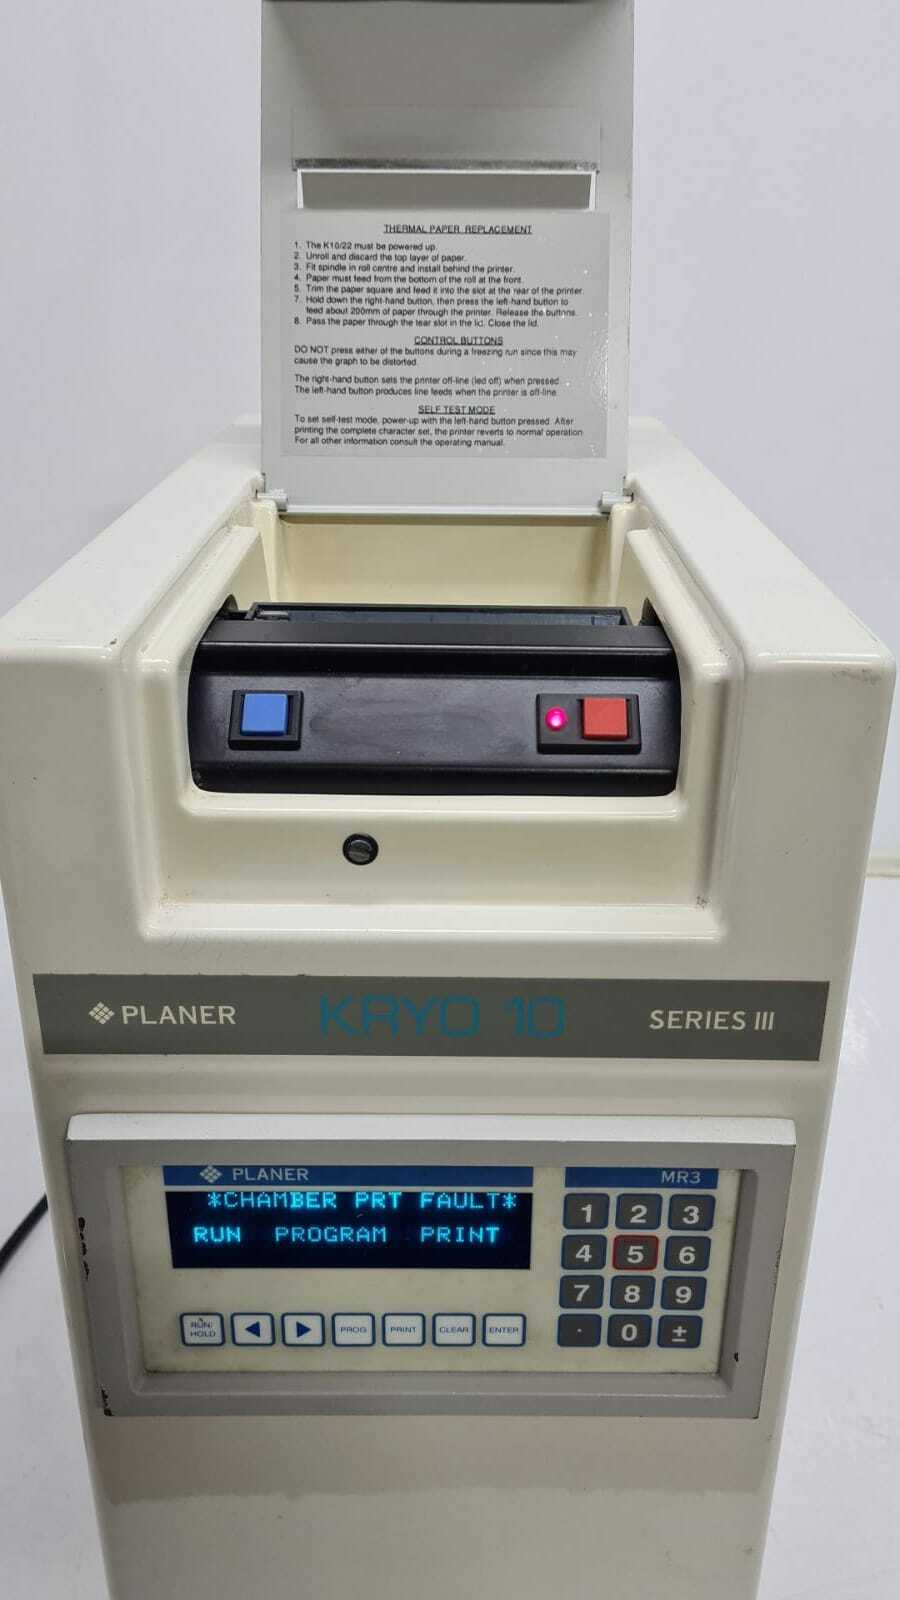 THERMAL PAPER REPLACEMENT
1. The K10/22 must be powered up.
2. Unroll and discard the top layer of paper.
3. Fit spindle in roll centre and install behind the printer.
4. Paper must feed from the bottom of the roll at the front.
5. Trim the paper square and feed it into the slot at the rear of the printer.
7. Hold down the right-hand button, then press the left-hand button to
feed about 200mm of paper through the printer. Release the buttons.
8. Pass the paper through the tear slot in the lid. Close the lid.
CONTROL BUTTONS
DO NOT press either of the buttons during a freezing run since this may
cause the graph to be distorted.
The right-hand button sets the printer off-line (led off) when pressed.
The left-hand button produces line feeds when the printer is off-line.
SELF TEST MODE
To set self-test mode, power-up with the left-hand button pressed. After
printing the complete character set, the printer reverts to normal operation
For all other information consult the operating manual.
PLANER KRYO 10 SERIES III
PLANER MR3
*CHAMBER PRT FAULT*
RUN PROGRAM PRINT
1 2 3
4 5 6
7 8 9
. 0 ±
RUN/
HOLD
PROG PRINT CLEAR ENTER